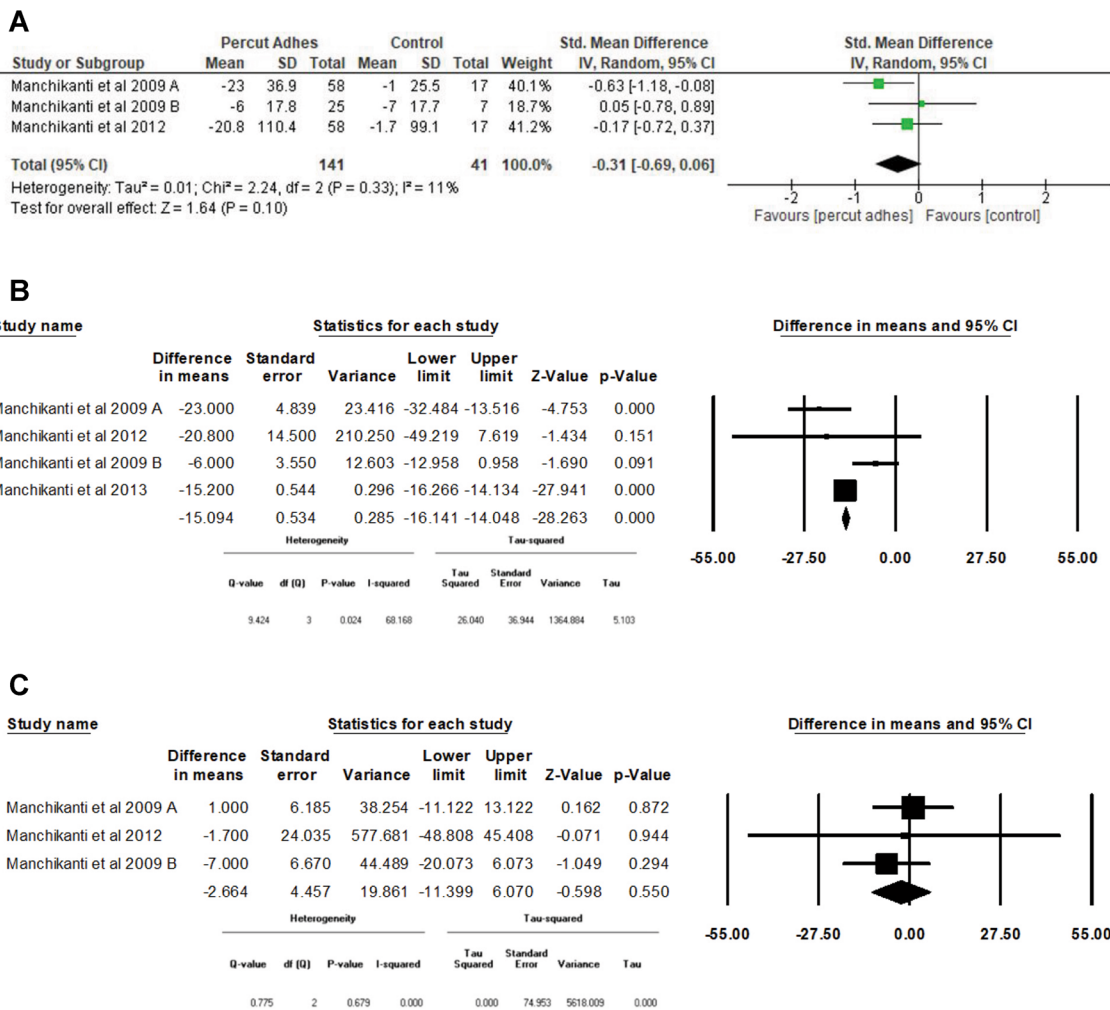 A
Percut Adhes Control Std. Mean Difference Std. Mean Difference
Study or Subgroup Mean SD Total Mean SD Total Weight IV, Random, 95% CI IV, Random, 95% CI
Manchikanti et al 2009 A -23 36.9 58 -1 25.5 17 40.1% -0.63 [-1.18, -0.08]
Manchikanti et al 2009 B -6 17.8 25 -7 17.7 7 18.7% 0.05 [-0.78, 0.89]
Manchikanti et al 2012 -20.8 110.4 58 -1.7 99.1 17 41.2% -0.17 [-0.72, 0.37]
Total (95% CI) 141 41 100.0% -0.31 [-0.69, 0.06]
Heterogeneity: Tau² = 0.01; Chi² = 2.24, df = 2 (P = 0.33); I² = 11%
Test for overall effect: Z = 1.64 (P = 0.10)
-2 -1 0 1 2
Favours [percut adhes] Favours [control]
B
tudy name Statistics for each study Difference in means and 95% CI
Difference Standard Lower Upper
in means error Variance limit limit Z-Value p-Value
Manchikanti et al 2009 A -23.000 4.839 23.416 -32.484 -13.516 -4.753 0.000
Manchikanti et al 2012 -20.800 14.500 210.250 -49.219 7.619 -1.434 0.151
Manchikanti et al 2009 B -6.000 3.550 12.603 -12.958 0.958 -1.690 0.091
Manchikanti et al 2013 -15.200 0.544 0.296 -16.266 -14.134 -27.941 0.000
-15.094 0.534 0.285 -16.141 -14.048 -28.263 0.000
-55.00 -27.50 0.00 27.50 55.00
Heterogeneity Tau-squared
Tau Standard
Q-value df (Q) P-value I-squared Squared Error Variance Tau
9.424 3 0.024 68.168 26.040 36.944 1364.884 5.103
C
Study name Statistics for each study Difference in means and 95% CI
Difference Standard Lower Upper
in means error Variance limit limit Z-Value p-Value
Manchikanti et al 2009 A 1.000 6.185 38.254 -11.122 13.122 0.162 0.872
Manchikanti et al 2012 -1.700 24.035 577.681 -48.808 45.408 -0.071 0.944
Manchikanti et al 2009 B -7.000 6.670 44.489 -20.073 6.073 -1.049 0.294
-2.664 4.457 19.861 -11.399 6.070 -0.598 0.550
-55.00 -27.50 0.00 27.50 55.00
Heterogeneity Tau-squared
Tau Standard
Q-value df (Q) P-value I-squared Squared Error Variance Tau
0.775 2 0.679 0.000 0.000 74.953 5618.009 0.000